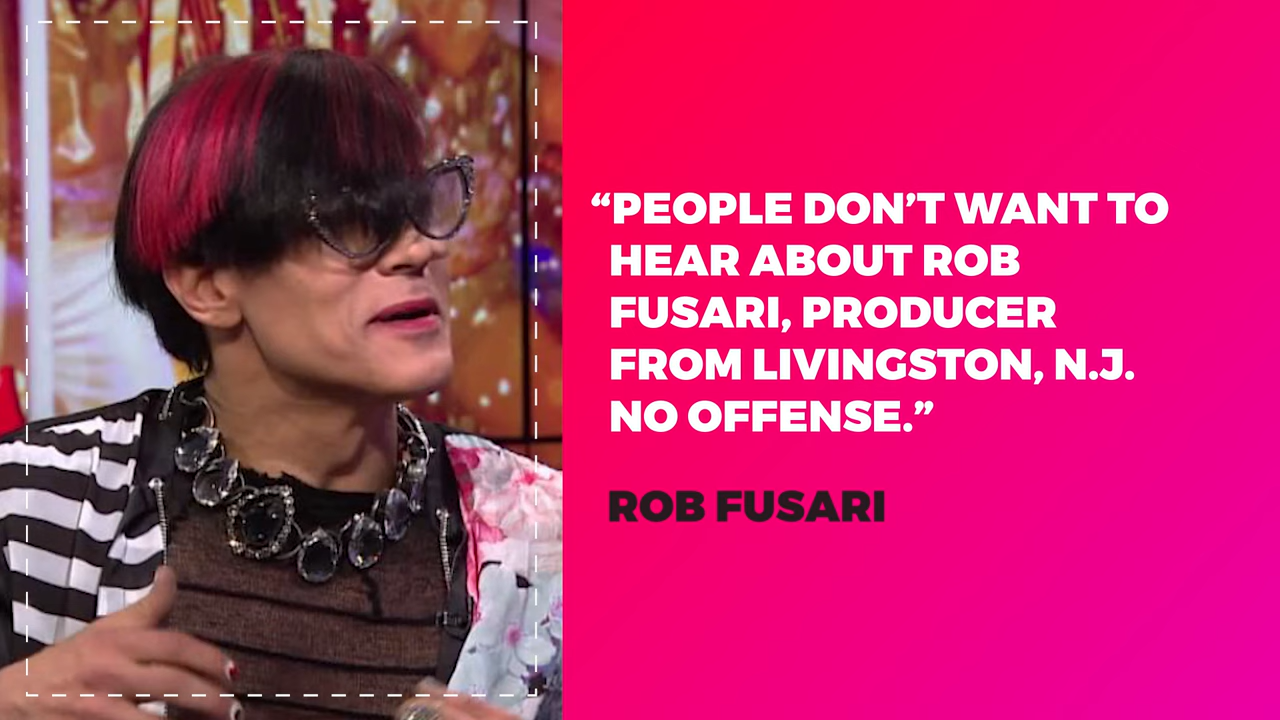 “PEOPLE DON’T WANT TO
HEAR ABOUT ROB
FUSARI, PRODUCER
FROM LIVINGSTON, N.J.
NO OFFENSE.”
ROB FUSARI